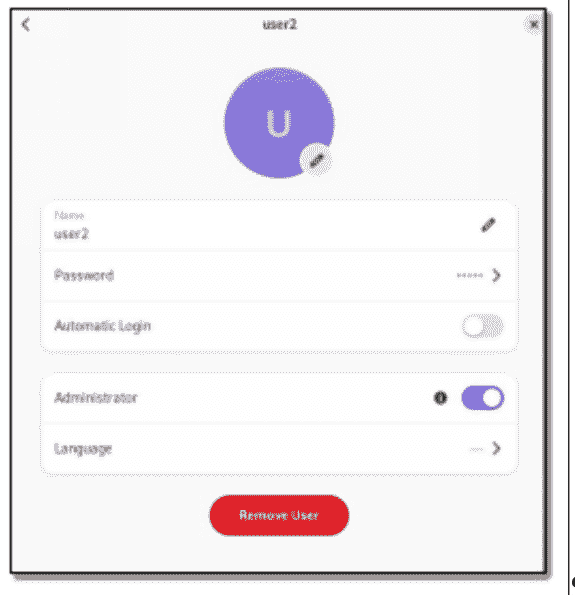 user2
U
Name
user2
Password
Automatic Login
Administrator
Language
Remove User